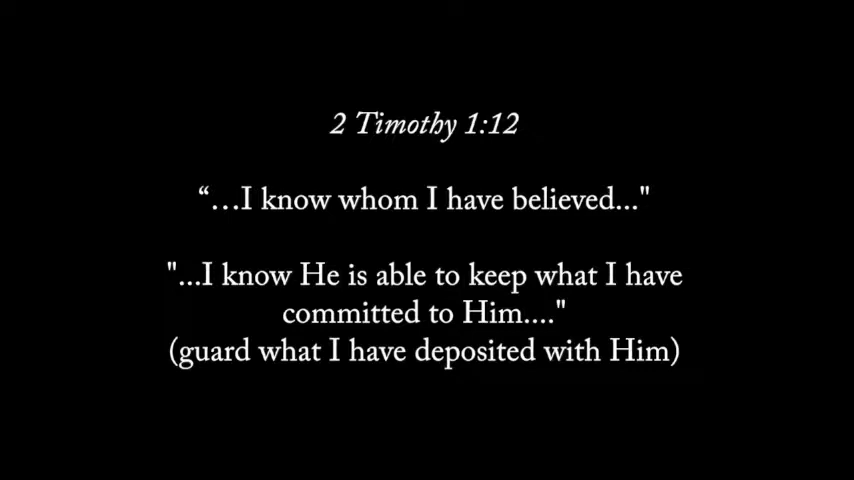 2 Timothy 1:12
“…I know whom I have believed..."
"...I know He is able to keep what I have
committed to Him...."
(guard what I have deposited with Him)